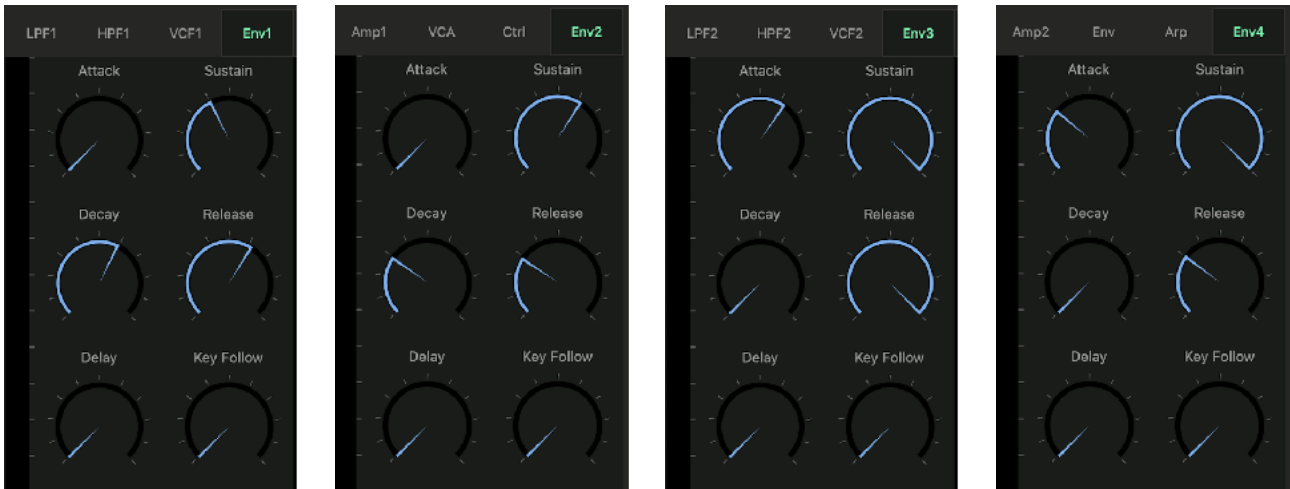 LPF1 HPF1 VCF1 Env1
Attack Sustain
Decay Release
Delay Key Follow
Amp1 VCA Ctrl Env2
Attack Sustain
Decay Release
Delay Key Follow
LPF2 HPF2 VCF2 Env3
Attack Sustain
Decay Release
Delay Key Follow
Amp2 Env Arp Env4
Attack Sustain
Decay Release
Delay Key Follow